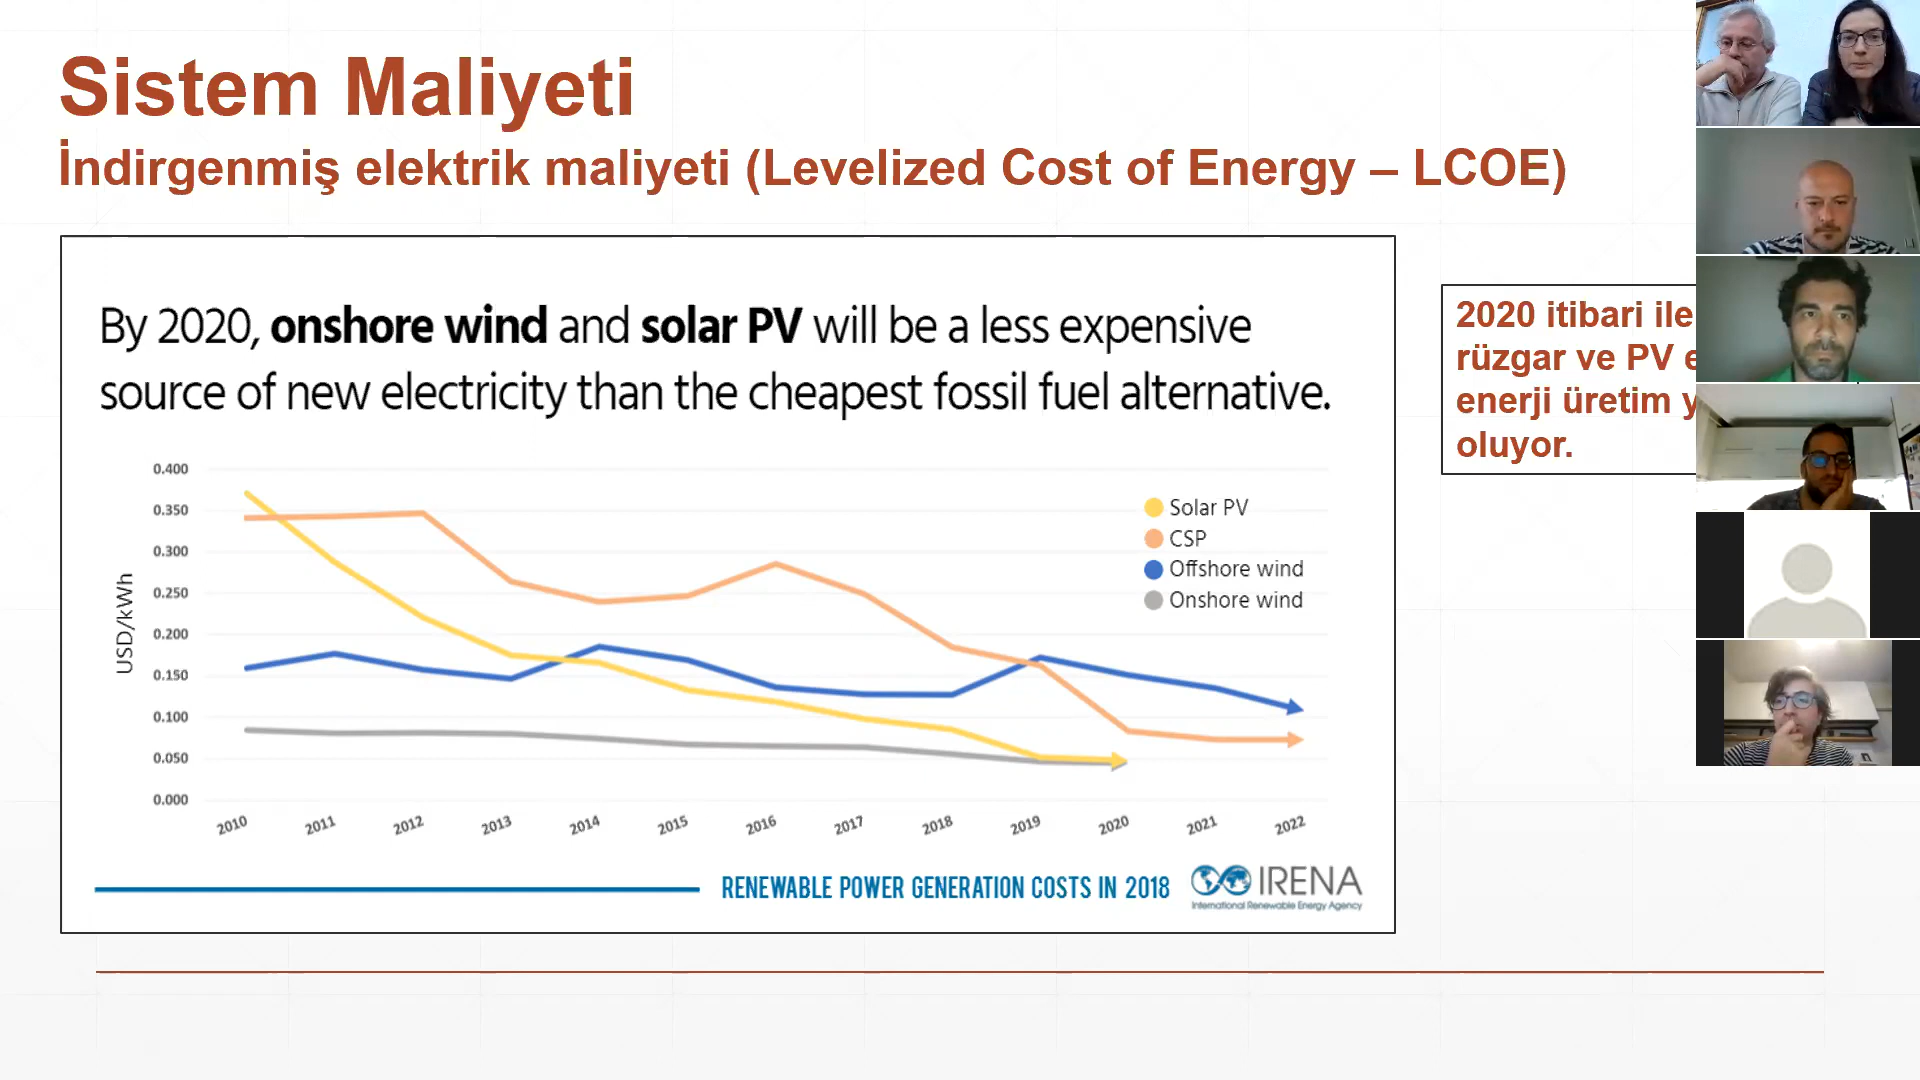 Sistem Maliyeti
İndirgenmiş elektrik maliyeti (Levelized Cost of Energy – LCOE)
By 2020, onshore wind and solar PV will be a less expensive
source of new electricity than the cheapest fossil fuel alternative.
0.400
0.350
0.300
0.250
0.200
0.150
0.100
0.050
0.000
USD/kWh
Solar PV
CSP
Offshore wind
Onshore wind
2010 2011 2012 2013 2014 2015 2016 2017 2018 2019 2020 2021 2022
RENEWABLE POWER GENERATION COSTS IN 2018
IRENA
International Renewable Energy Agency
2020 itibari ile
rüzgar ve PV
enerji üretim
oluyor.